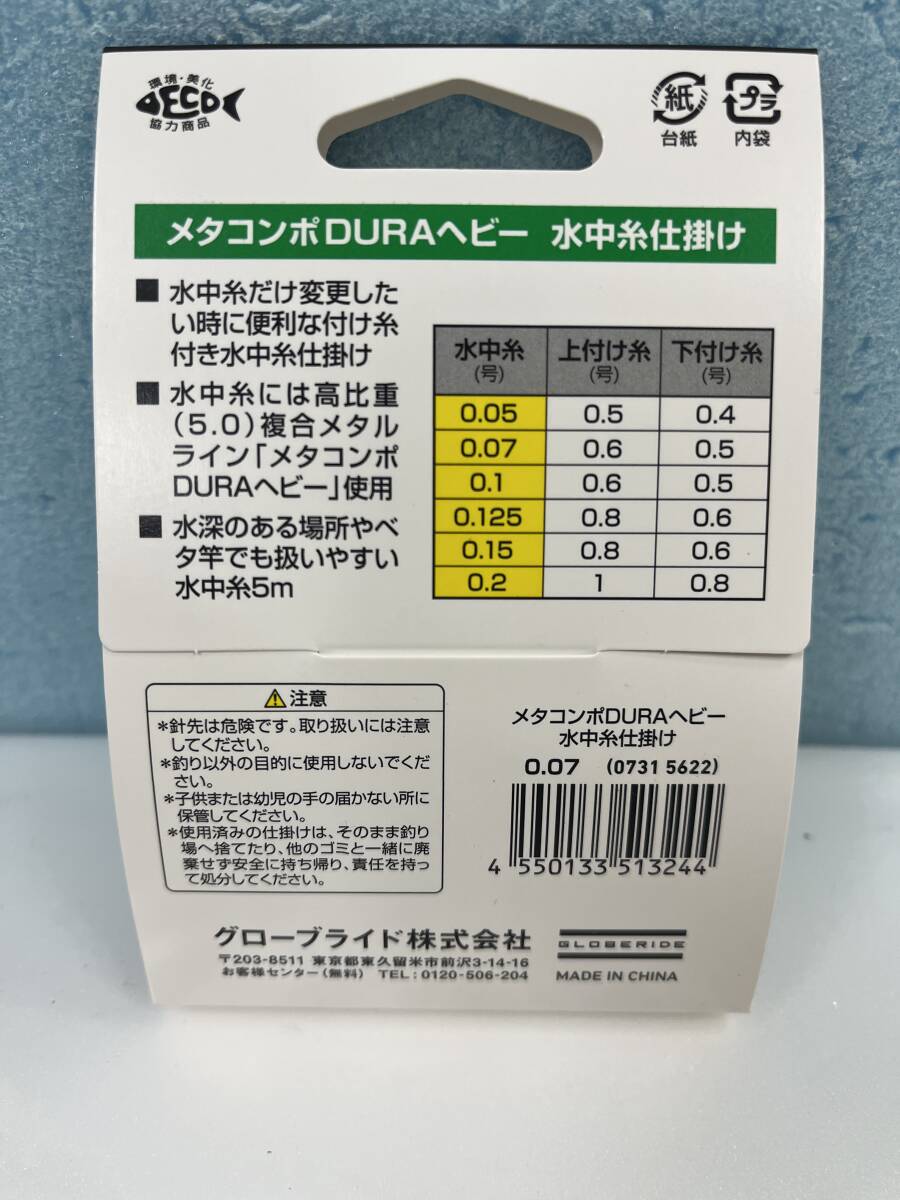 環境・美化
ECO
協力商品
紙
台紙
プラ
内袋
メタコンポDURAヘビー 水中糸仕掛け
■ 水中糸だけ変更した
い時に便利な付け糸
付き水中糸仕掛け
■ 水中糸には高比重
(5.0)複合メタル
ライン「メタコンポ
DURAヘビー」使用
■ 水深のある場所やベ
タ竿でも扱いやすい
水中糸5m
水中糸 上付け糸 下付け糸
(号) (号) (号)
0.05 0.5 0.4
0.07 0.6 0.5
0.1 0.6 0.5
0.125 0.8 0.6
0.15 0.8 0.6
0.2 1 0.8
⚠注意
*針先は危険です。取り扱いには注意
してください。
*釣り以外の目的に使用しないでくだ
さい。
*子供または幼児の手の届かない所に
保管してください。
*使用済みの仕掛けは、そのまま釣り
場へ捨てたり、他のゴミと一緒に廃
棄せず安全に持ち帰り、責任を持っ
て処分してください。
メタコンポDURAヘビー
水中糸仕掛け
0.07 (0731 5622)
4 550133 513244
グローブライド株式会社
〒203-8511 東京都東久留米市前沢3-14-16
お客様センター(無料) TEL:0120-506-204
GLOBERIDE
MADE IN CHINA